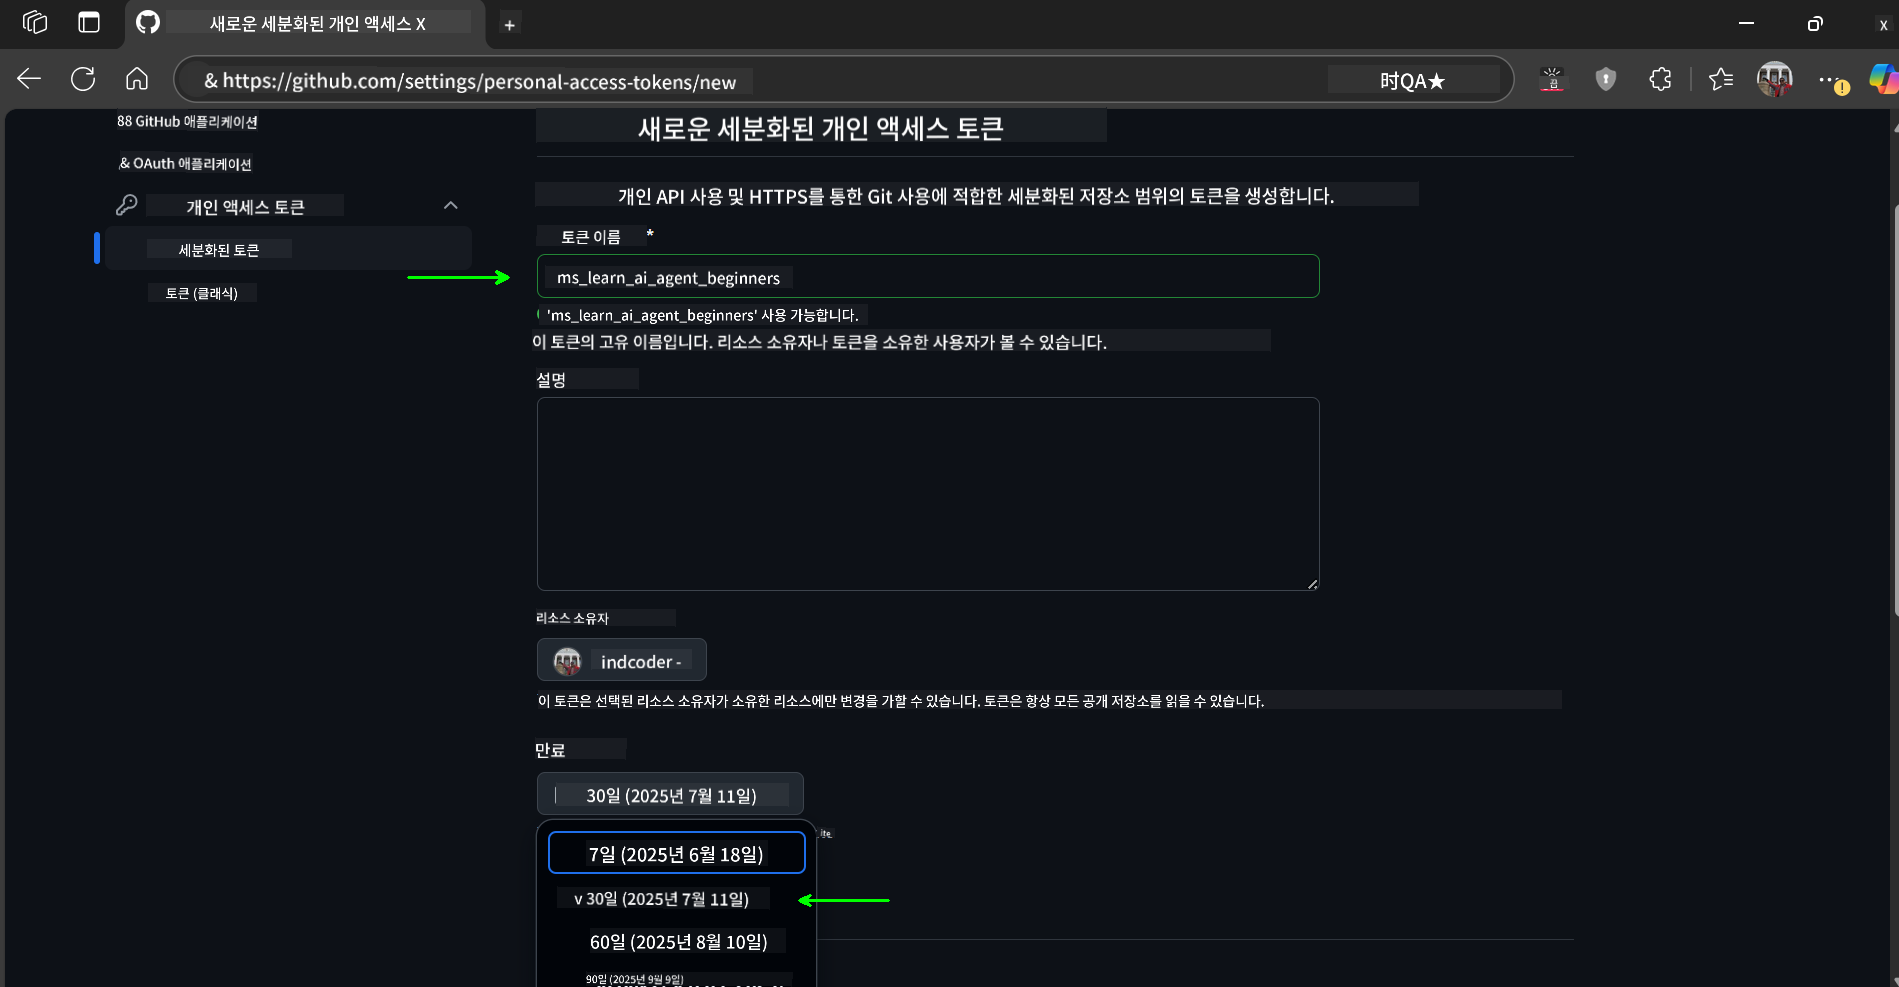 새로운 세분화된 개인 액세스 X
+
X
& https://github.com/settings/personal-access-tokens/new
时QA★
88 GitHub 애플리케이션
& OAuth 애플리케이션
개인 액세스 토큰
세분화된 토큰
토큰 (클래식)
새로운 세분화된 개인 액세스 토큰
개인 API 사용 및 HTTPS를 통한 Git 사용에 적합한 세분화된 저장소 범위의 토큰을 생성합니다.
토큰 이름 *
ms_learn_ai_agent_beginners
'ms_learn_ai_agent_beginners' 사용 가능합니다.
이 토큰의 고유 이름입니다. 리소스 소유자나 토큰을 소유한 사용자가 볼 수 있습니다.
설명
리소스 소유자
indcoder -
이 토큰은 선택된 리소스 소유자가 소유한 리소스에만 변경을 가할 수 있습니다. 토큰은 항상 모든 공개 저장소를 읽을 수 있습니다.
만료
30일 (2025년 7월 11일)
7일 (2025년 6월 18일)
v 30일 (2025년 7월 11일)
60일 (2025년 8월 10일)
90일 (2025년 9월 9일)